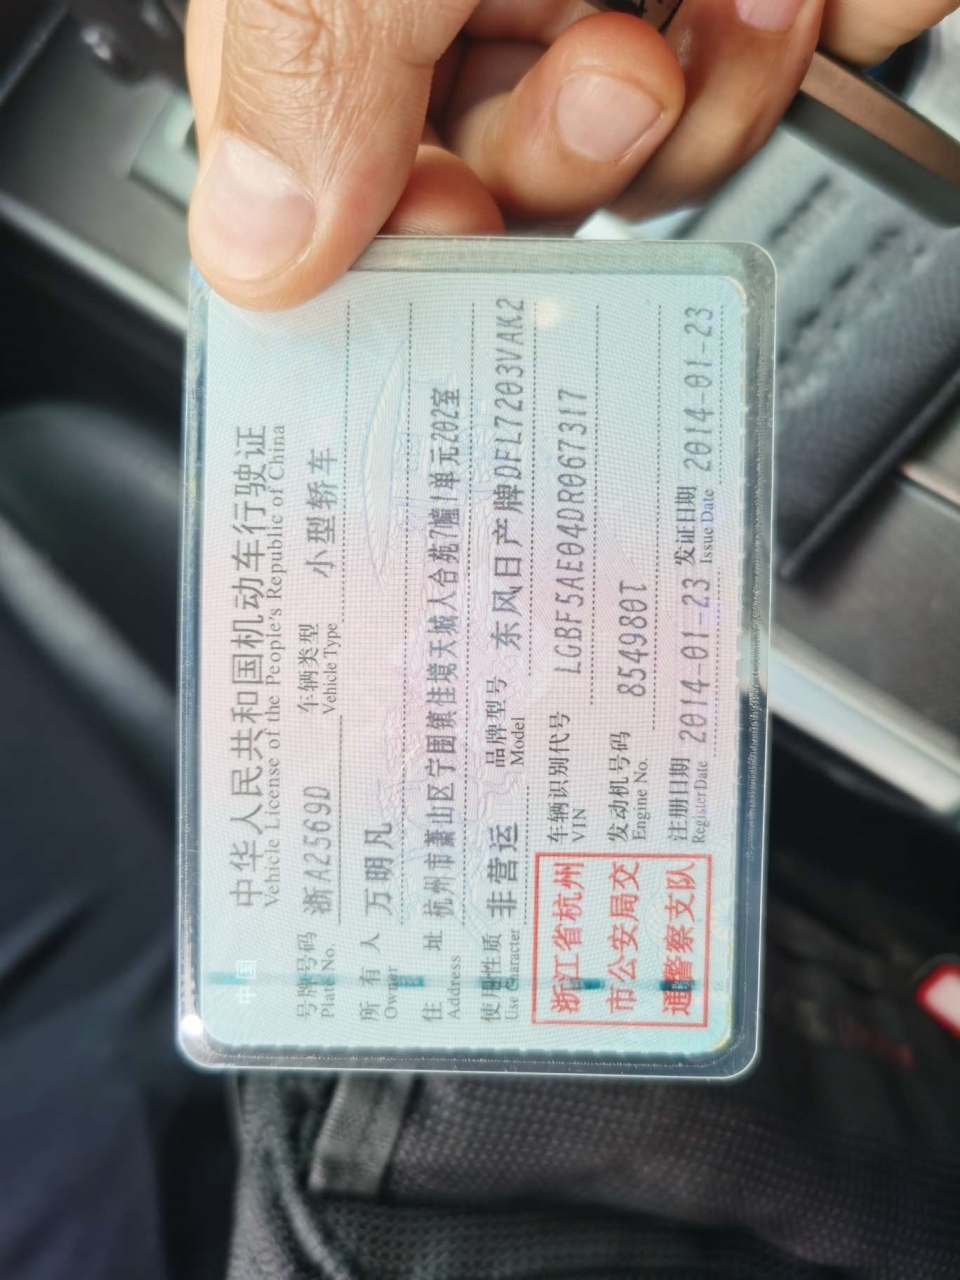 中国
中华人民共和国机动车行驶证
Vehicle License of the People's Republic of China
号牌号码 浙A2569D 车辆类型 小型轿车
Plate No. Vehicle Type
所有人 万明凡
Owner
住址 杭州市萧山区宁围镇佳境天城人合苑7幢1单元202室
Address
使用性质 非营运 品牌型号 东风日产牌DFL7203VAK2
Use Character Model
浙江省杭州
市公安局交
通警察支队
车辆识别代号 LGBF5AE04DR067317
VIN
发动机号码 854980T
Engine No.
注册日期 2014-01-23 发证日期 2014-01-23
RegisterDate Issue Date